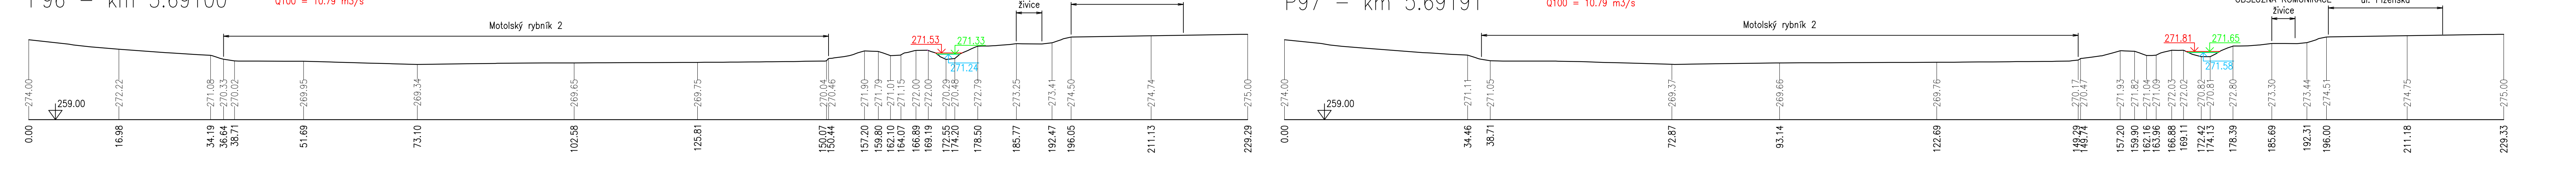 P96 - km 5.69100
Q100 = 10.79 m3/s
živice
Motolský rybník 2
271.53
271.33
271.24
274.00 272.22 271.08 270.33 270.02 269.95 269.34 269.65 269.75 270.04 270.46 271.90 271.79 271.01 271.15 272.00 272.00 270.29 270.48 272.79 273.25 273.41 274.50 274.74 275.00
259.00
0.00 16.98 34.19 36.64 38.71 51.69 73.10 102.58 125.81 150.07 150.44 157.20 159.80 162.10 164.07 166.89 169.19 172.55 174.20 178.50 185.77 192.47 196.05 211.13 229.29
P97 - km 5.69191
Q100 = 10.79 m3/s
OBSLUŽNÁ KOMUNIKACE
ul. Plzeňská
živice
Motolský rybník 2
271.81
271.65
271.58
274.00 271.11 271.05 269.37 269.66 269.76 270.17 270.47 271.93 271.82 271.04 271.09 272.03 272.02 270.82 270.81 272.80 273.30 273.44 274.51 274.75 275.00
259.00
0.00 34.46 38.71 72.87 93.14 122.69 149.29 149.74 157.20 159.90 162.16 163.96 166.88 169.11 172.42 174.13 178.39 185.69 192.31 196.00 211.18 229.33